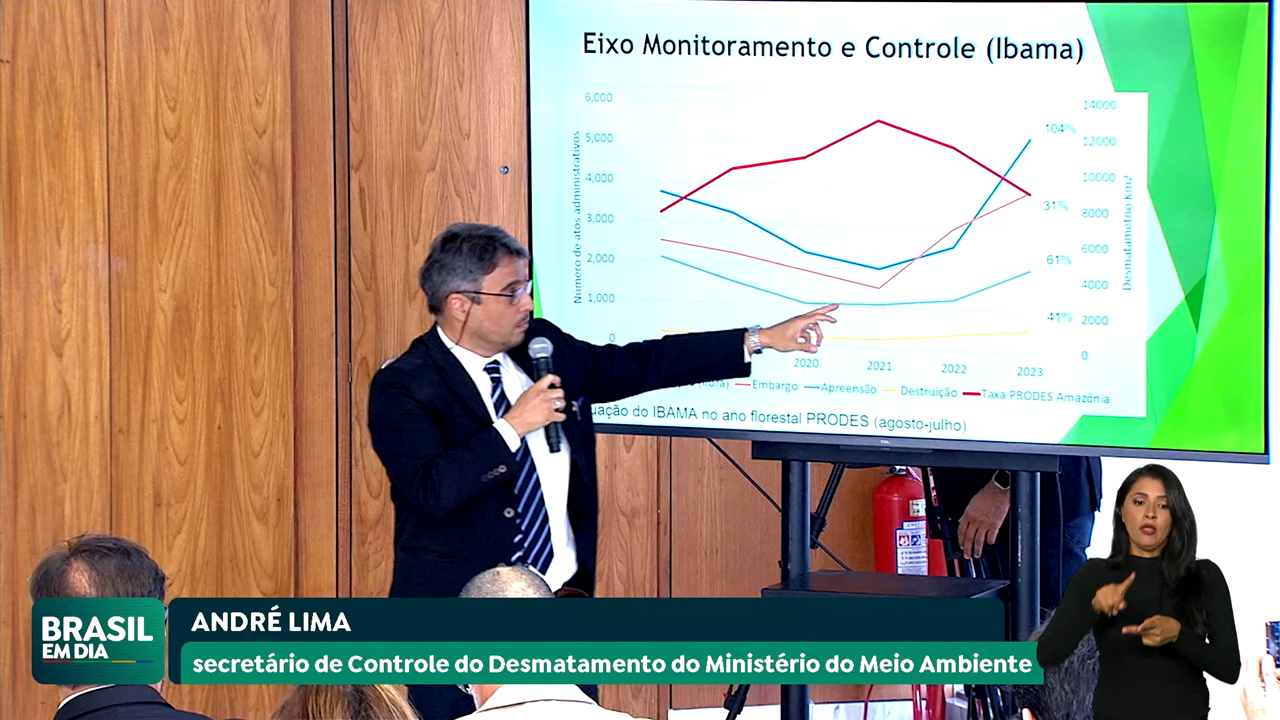 Eixo Monitoramento e Controle (Ibama)
6,000
5,000
4,000
3,000
2,000
1,000
0
Número de atos administrativos
14000
12000
10000
8000
6000
4000
2000
0
Desmatametno Km2
104%
31%
61%
41%
2020 2021 2022 2023
Embargo Apreensão Destruição Taxa PRODES Amazônia
uação do IBAMA no ano florestal PRODES (agosto-julho)
TCL
BRASIL
EM DIA
ANDRÉ LIMA
secretário de Controle do Desmatamento do Ministério do Meio Ambiente